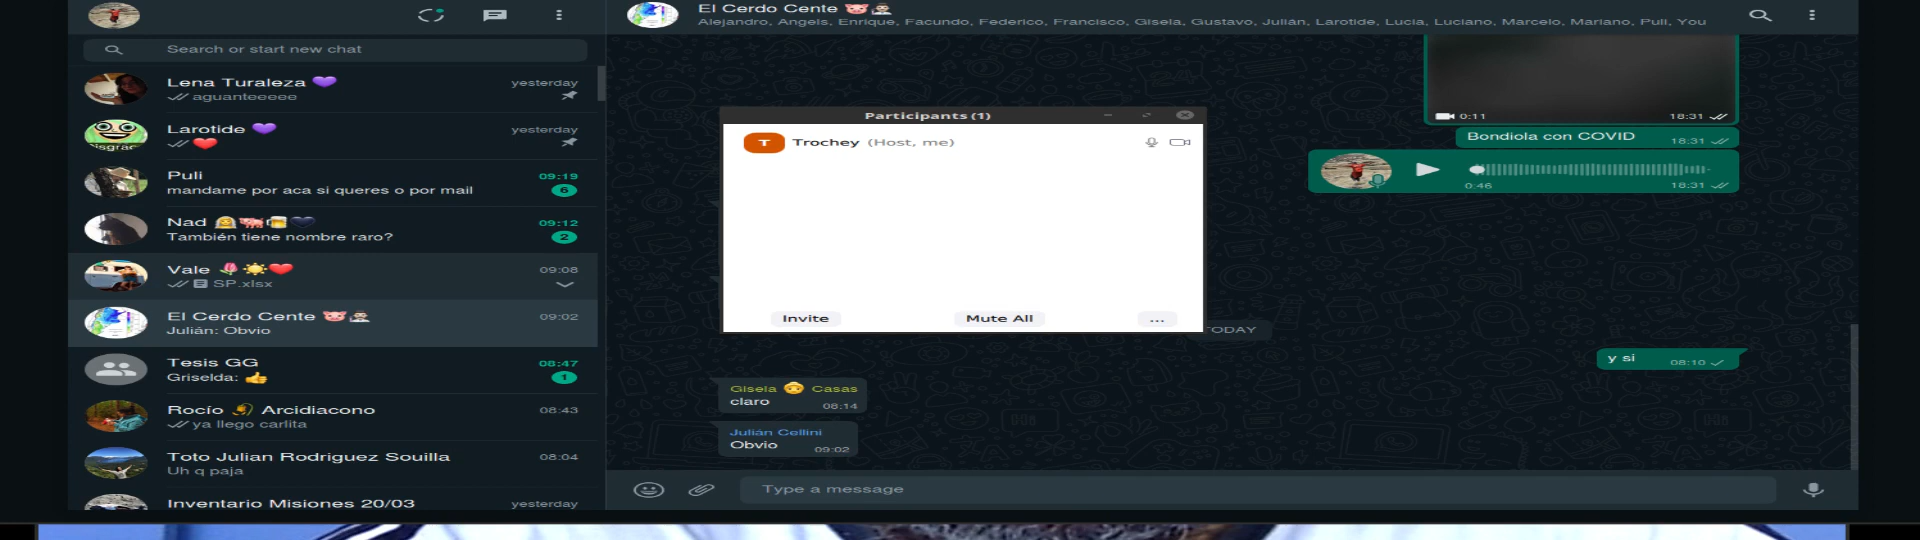 Search or start new chat
Lena Turaleza 💜
yesterday
aguanteeeee
Larotide 💜
yesterday
❤️
isgrac
Puli
09:19
mandame por aca si queres o por mail
6
Nad
09:12
También tiene nombre raro?
2
Vale 🌷☀️❤️
09:08
SP.xlsx
El Cerdo Cente 🐷
09:02
Julián: Obvio
Tesis GG
08:47
Griselda: 👍
1
Rocío Arcidiacono
08:43
ya llego carlita
Toto Julian Rodriguez Souilla
08:04
Uh q paja
Inventario Misiones 20/03
yesterday
El Cerdo Cente 🐷
Alejandro, Angels, Enrique, Facundo, Federico, Francisco, Gisela, Gustavo, Julián, Larotide, Lucia, Luciano, Marcelo, Mariano, Puli, You
0:11
18:31
Bondiola con COVID
18:31
0:46
18:31
Participants (1)
T
Trochey (Host, me)
Invite
Mute All
...
TODAY
y si
08:10
Gisela Casas
claro
08:14
Julián Cellini
Obvio
09:02
Type a message